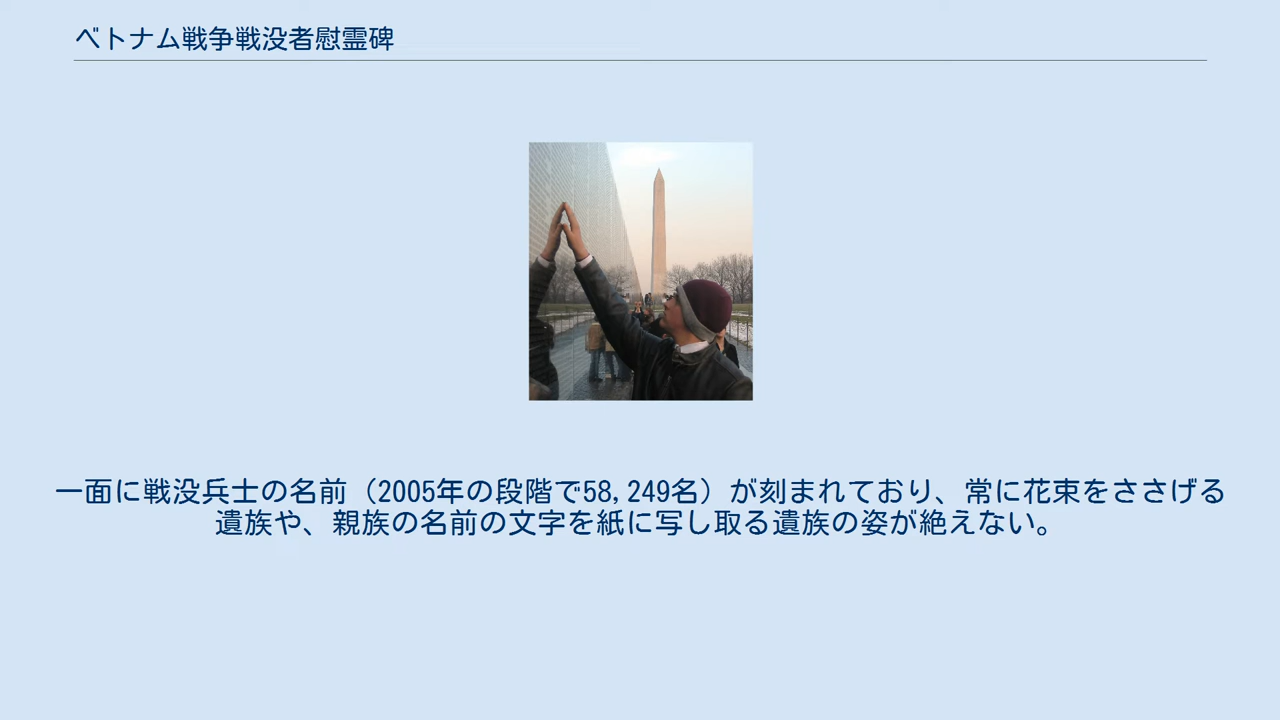 ベトナム戦争戦没者慰霊碑
一面に戦没兵士の名前（2005年の段階で58,249名）が刻まれており、常に花束をささげる
遺族や、親族の名前の文字を紙に写し取る遺族の姿が絶えない。